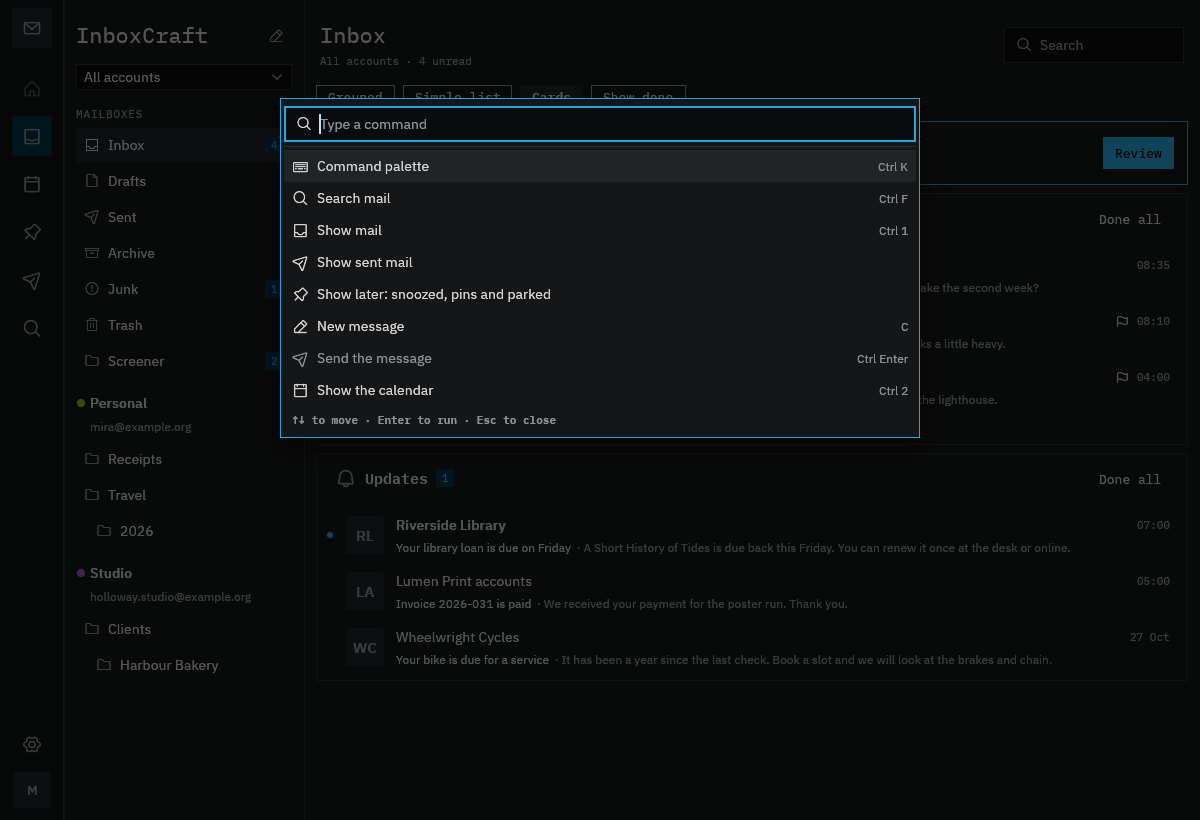 InboxCraft
All accounts
MAILBOXES
Inbox 4
Drafts
Sent
Archive
Junk 1
Trash
Screener 2
Personal
mira@example.org
Receipts
Travel
2026
Studio
holloway.studio@example.org
Clients
Harbour Bakery
M
Inbox
All accounts · 4 unread
Search
Grouped Simple list Cards Show done
Review
Type a command
Command palette Ctrl K
Search mail Ctrl F
Show mail Ctrl 1
Show sent mail
Show later: snoozed, pins and parked
New message C
Send the message Ctrl Enter
Show the calendar Ctrl 2
↑↓ to move · Enter to run · Esc to close
Done all
08:35
the second week?
08:10
a little heavy.
04:00
the lighthouse.
Updates 1 Done all
RL Riverside Library 07:00
Your library loan is due on Friday · A Short History of Tides is due back this Friday. You can renew it once at the desk or online.
LA Lumen Print accounts 05:00
Invoice 2026-031 is paid · We received your payment for the poster run. Thank you.
WC Wheelwright Cycles 27 Oct
Your bike is due for a service · It has been a year since the last check. Book a slot and we will look at the brakes and chain.